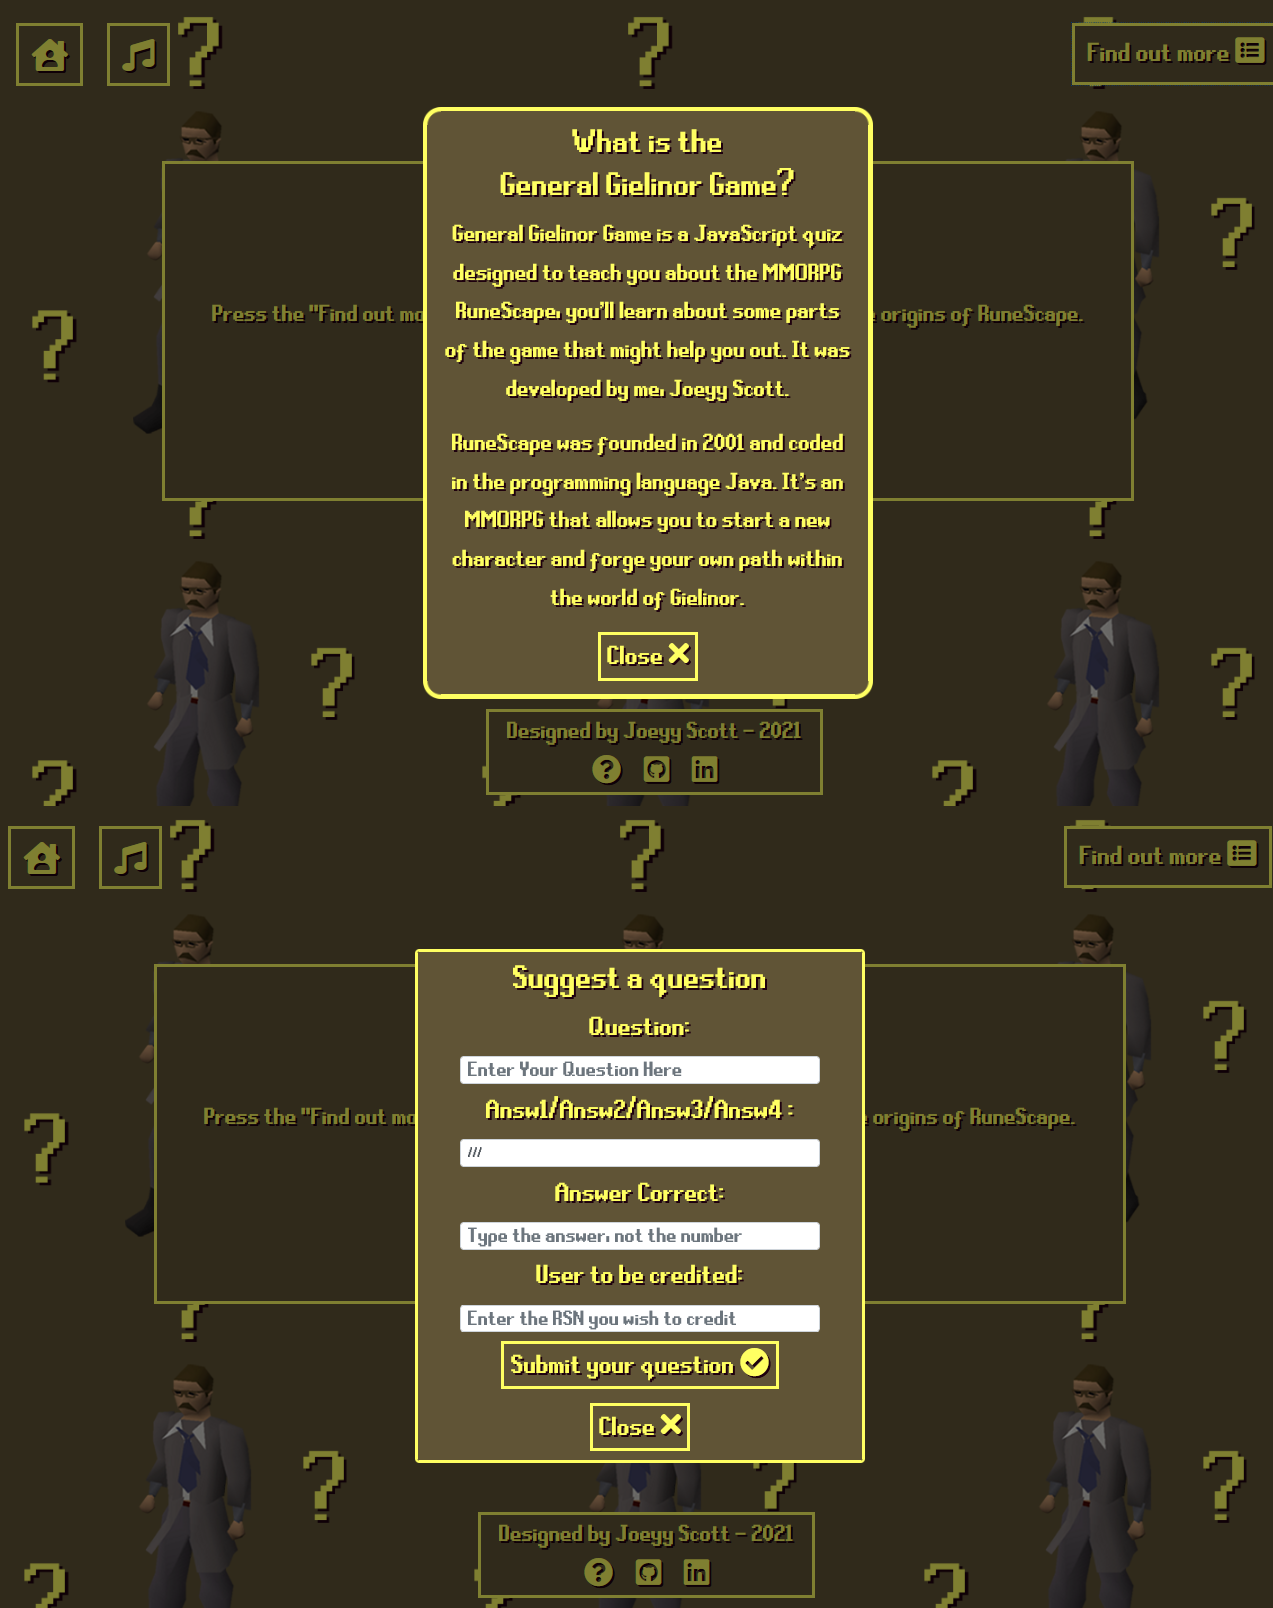 Find out more
What is the
General Gielinor Game?
General Gielinor Game is a JavaScript quiz
designed to teach you about the MMORPG
RuneScape, you'll learn about some parts
of the game that might help you out. It was
developed by me, Joeyy Scott.
Press the "Find out mo
e origins of RuneScape.
RuneScape was founded in 2001 and coded
in the programming language Java. It's an
MMORPG that allows you to start a new
character and forge your own path within
the world of Gielinor.
Close
Designed by Joeyy Scott - 2021
Find out more
Suggest a question
Question:
Enter Your Question Here
Answ1/Answ2/Answ3/Answ4 :
Press the "Find out mo
e origins of RuneScape.
///
Answer Correct:
Type the answer, not the number
User to be credited:
Enter the RSN you wish to credit
Submit your question
Close
Designed by Joeyy Scott - 2021